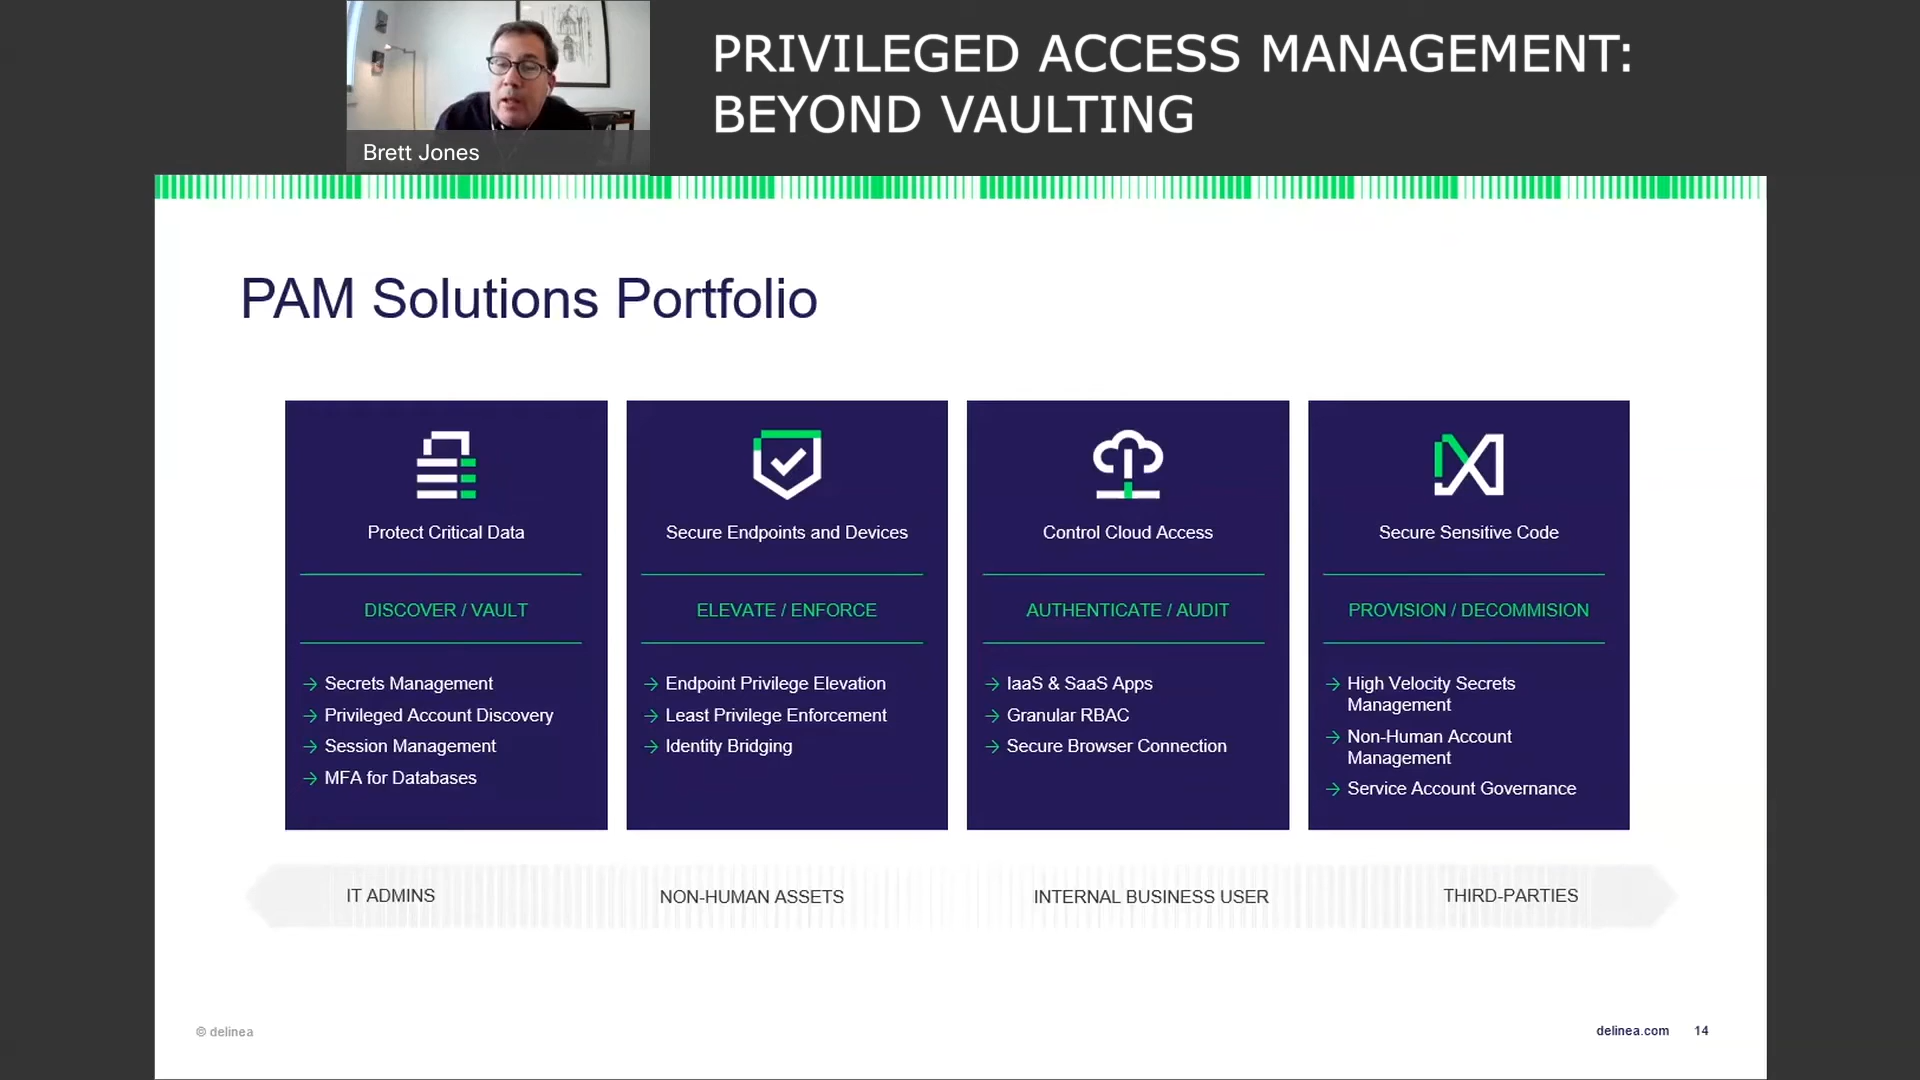 PRIVILEGED ACCESS MANAGEMENT:
BEYOND VAULTING
Brett Jones
PAM Solutions Portfolio
Protect Critical Data
DISCOVER / VAULT
Secrets Management
Privileged Account Discovery
Session Management
MFA for Databases
Secure Endpoints and Devices
ELEVATE / ENFORCE
Endpoint Privilege Elevation
Least Privilege Enforcement
Identity Bridging
Control Cloud Access
AUTHENTICATE / AUDIT
IaaS & SaaS Apps
Granular RBAC
Secure Browser Connection
Secure Sensitive Code
PROVISION / DECOMMISION
High Velocity Secrets
Management
Non-Human Account
Management
Service Account Governance
IT ADMINS
NON-HUMAN ASSETS
INTERNAL BUSINESS USER
THIRD-PARTIES
© delinea
delinea.com 14